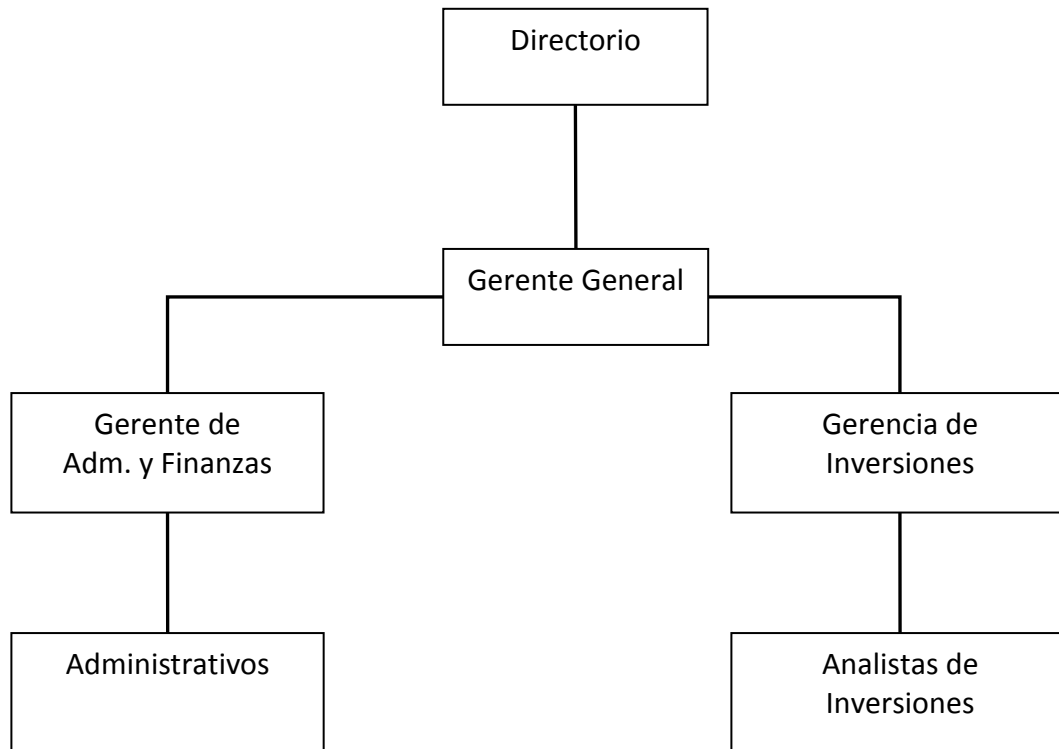 Directorio
Gerente General
Gerente de
Adm. y Finanzas
Gerencia de
Inversiones
Administrativos
Analistas de
Inversiones